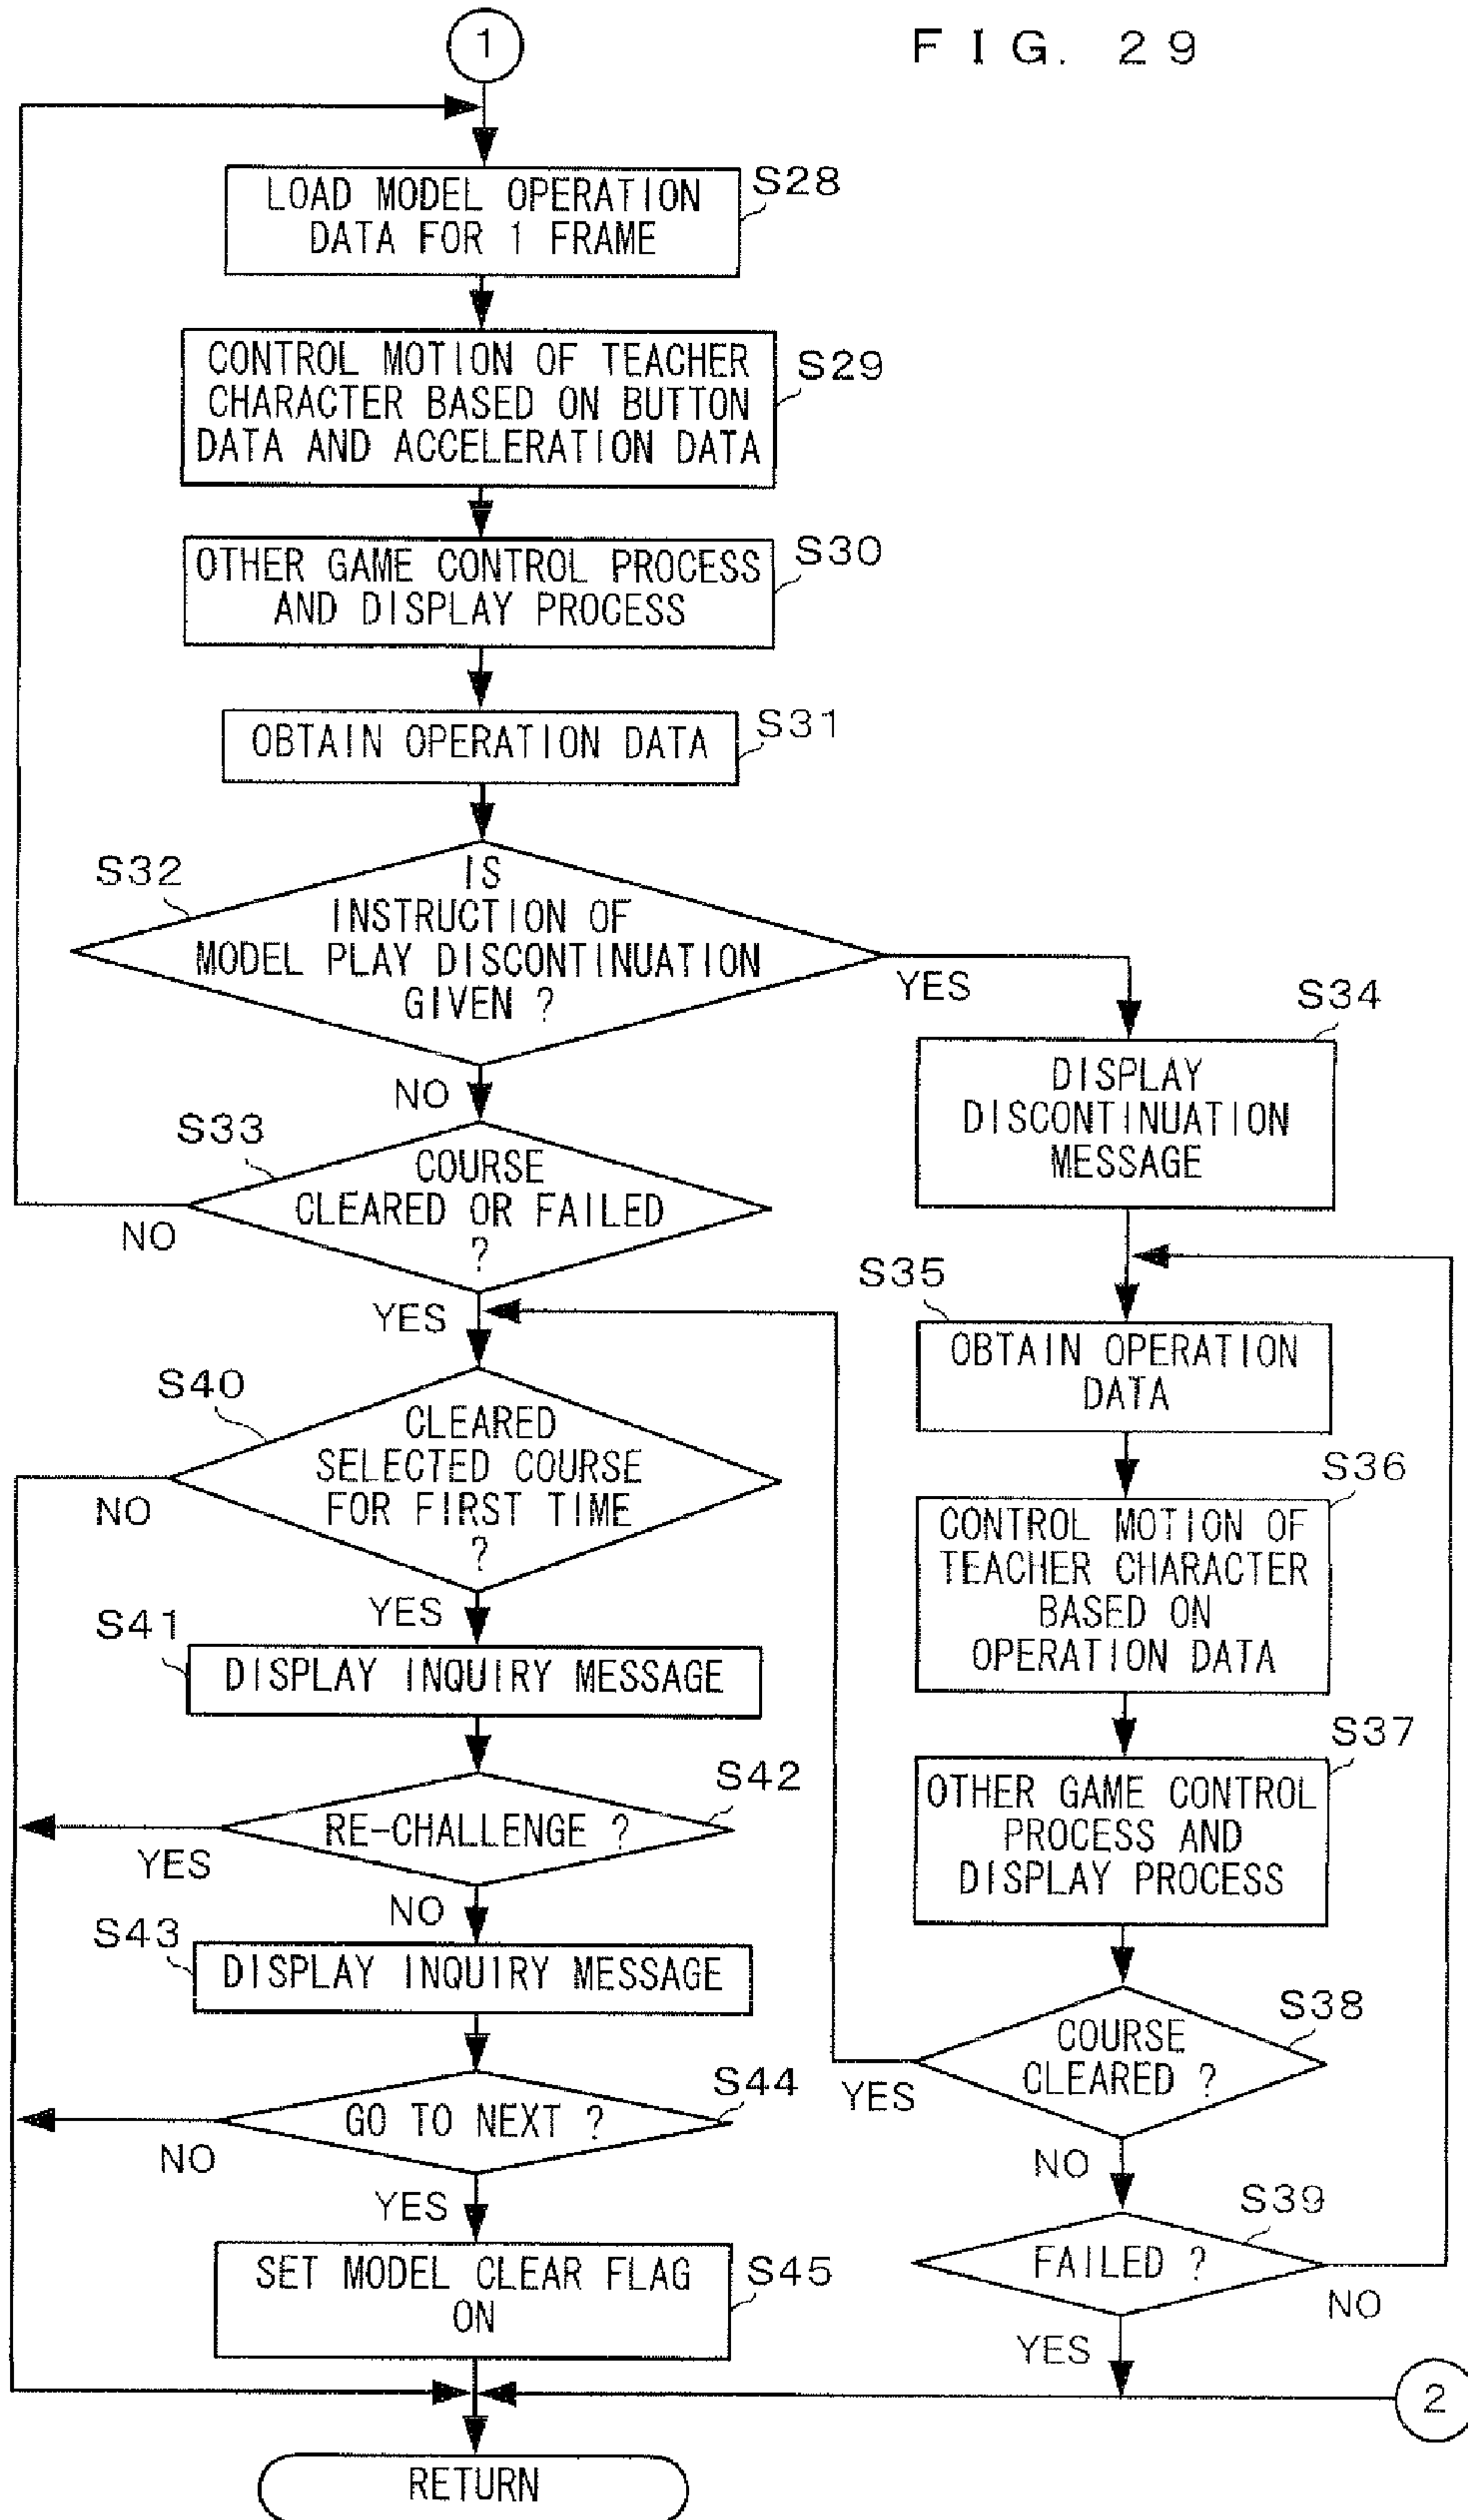 F I G. 29
1
LOAD MODEL OPERATION
DATA FOR 1 FRAME
S28
CONTROL MOTION OF TEACHER
CHARACTER BASED ON BUTTON
DATA AND ACCELERATION DATA
S29
OTHER GAME CONTROL PROCESS
AND DISPLAY PROCESS
S30
OBTAIN OPERATION DATA
S31
S32
IS
INSTRUCTION OF
MODEL PLAY DISCONTINUATION
GIVEN ?
YES
NO
S33
COURSE
CLEARED OR FAILED
?
NO
YES
S34
DISPLAY
DISCONTINUATION
MESSAGE
S35
OBTAIN OPERATION
DATA
S36
CONTROL MOTION OF
TEACHER CHARACTER
BASED ON
OPERATION DATA
S37
OTHER GAME CONTROL
PROCESS AND
DISPLAY PROCESS
S38
COURSE
CLEARED ?
YES
NO
S39
FAILED ?
NO
YES
S40
CLEARED
SELECTED COURSE
FOR FIRST TIME
?
NO
YES
S41
DISPLAY INQUIRY MESSAGE
S42
RE-CHALLENGE ?
YES
NO
S43
DISPLAY INQUIRY MESSAGE
S44
GO TO NEXT ?
NO
YES
SET MODEL CLEAR FLAG
ON
S45
2
RETURN